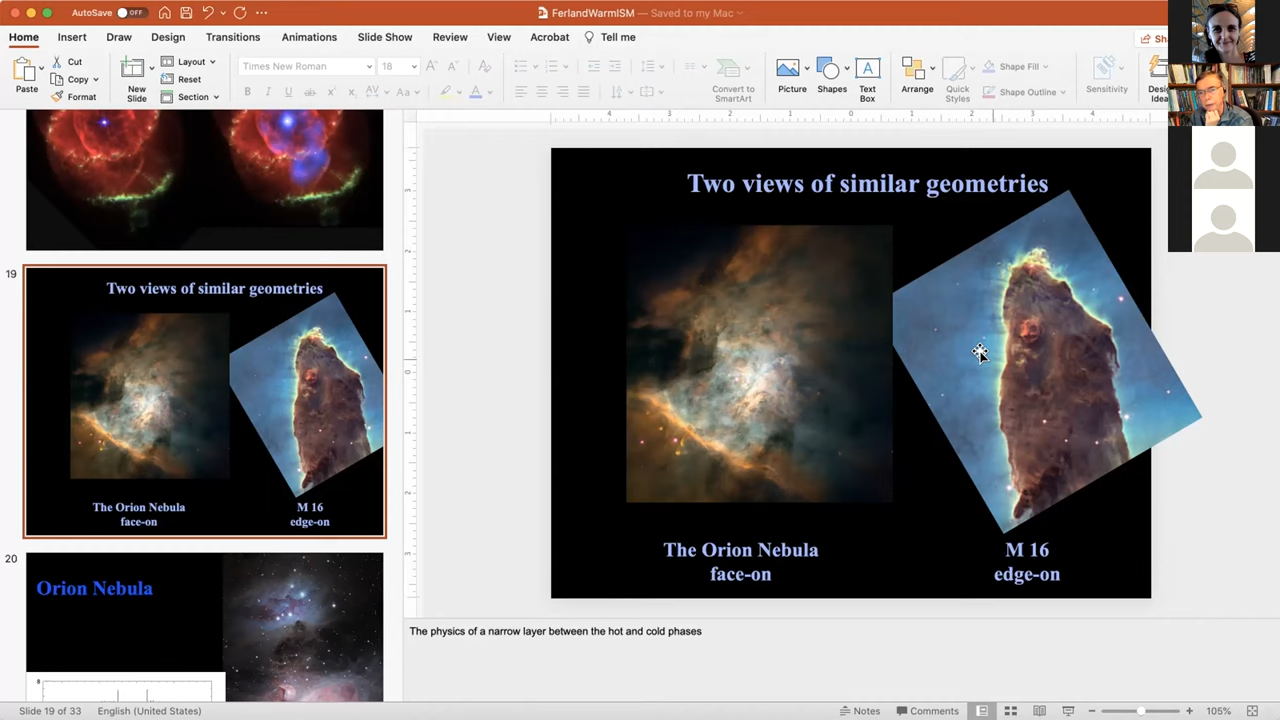 AutoSave OFF
FerlandWarmISM — Saved to my Mac
Home Insert Draw Design Transitions Animations Slide Show Review View Acrobat Tell me
Paste
Cut
Copy
Format
New Slide
Layout
Reset
Section
Times New Roman 18
Convert to SmartArt
Picture
Shapes
Text Box
Arrange
Quick Styles
Shape Fill
Shape Outline
Sensitivity
19
Two views of similar geometries
The Orion Nebula
face-on
M 16
edge-on
20
Orion Nebula
Two views of similar geometries
The Orion Nebula
face-on
M 16
edge-on
The physics of a narrow layer between the hot and cold phases
Slide 19 of 33 English (United States) Notes Comments 105%